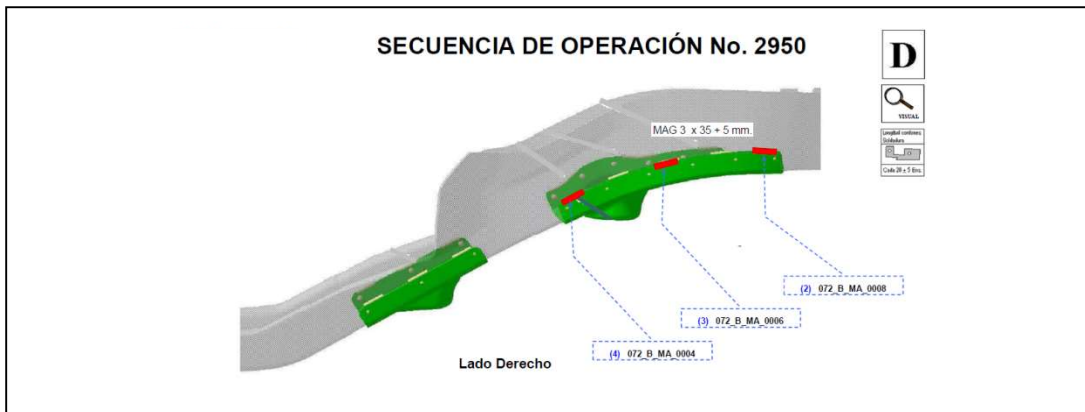 SECUENCIA DE OPERACIÓN No. 2950
D
VISUAL
MAG 3 x 35 + 5 mm.
(2) 072_B_MA_0008
(3) 072_B_MA_0006
(4) 072_B_MA_0004
Lado Derecho